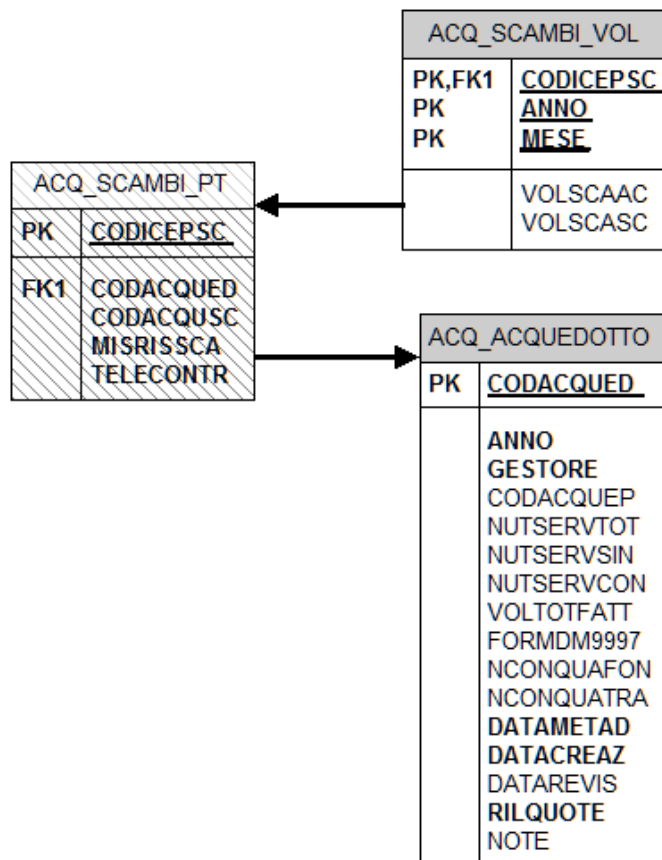 ACQ_SCAMBI_VOL
PK,FK1 CODICEPSC
PK ANNO
PK MESE
VOLSCAAC
VOLSCASC
ACQ_SCAMBI_PT
PK CODICEPSC
FK1 CODACQUED
CODACQUSC
MISRISSCA
TELECONTR
ACQ_ACQUEDOTTO
PK CODACQUED
ANNO
GESTORE
CODACQUEP
NUTSERVTOT
NUTSERVSIN
NUTSERVCON
VOLTOTFATT
FORMDM9997
NCONQUAFON
NCONQUATRA
DATAMETAD
DATACREAZ
DATAREVIS
RILQUOTE
NOTE